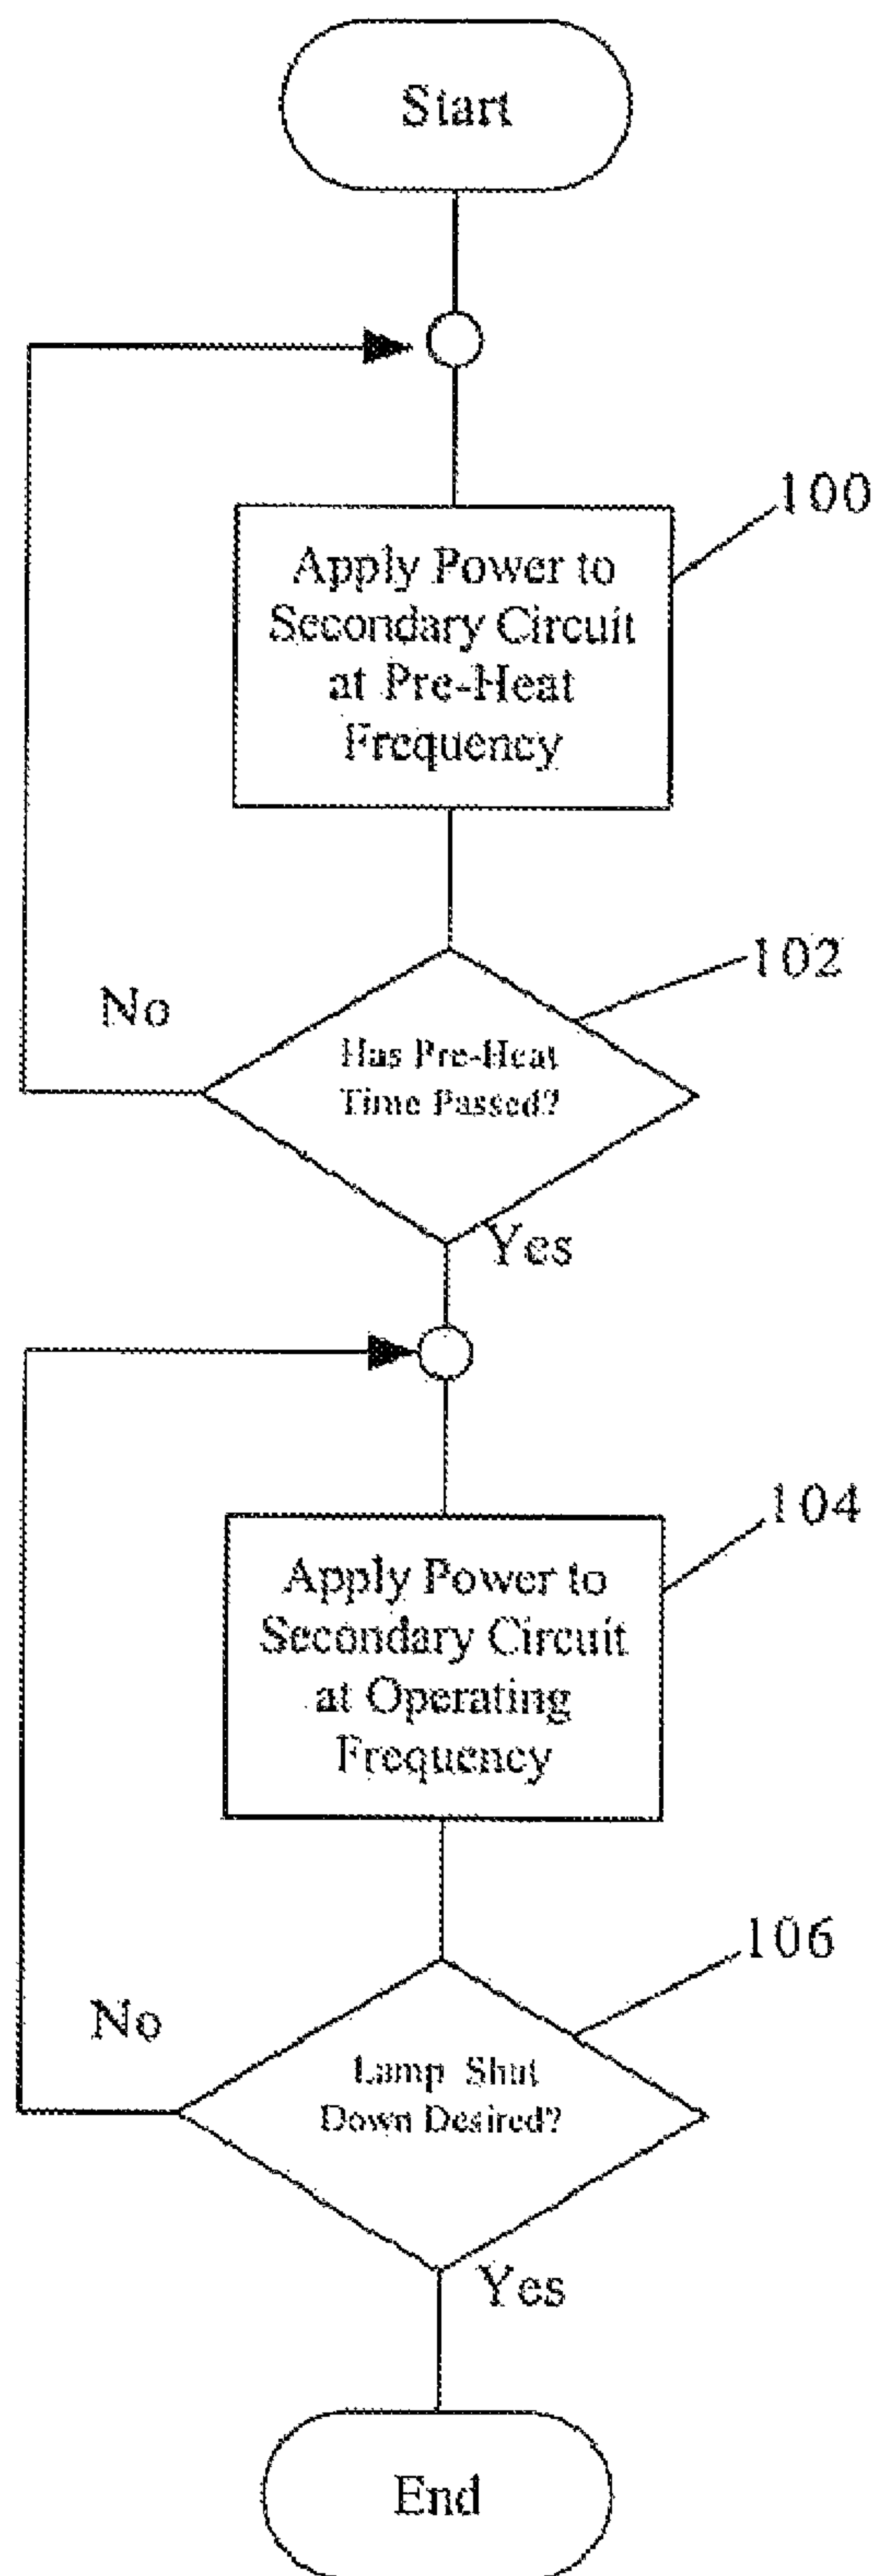 Start
100
Apply Power to
Secondary Circuit
at Pre-Heat
Frequency
102
No
Has Pre-Heat
Time Passed?
Yes
104
Apply Power to
Secondary Circuit
at Operating
Frequency
106
No
Lamp Shut
Down Desired?
Yes
End